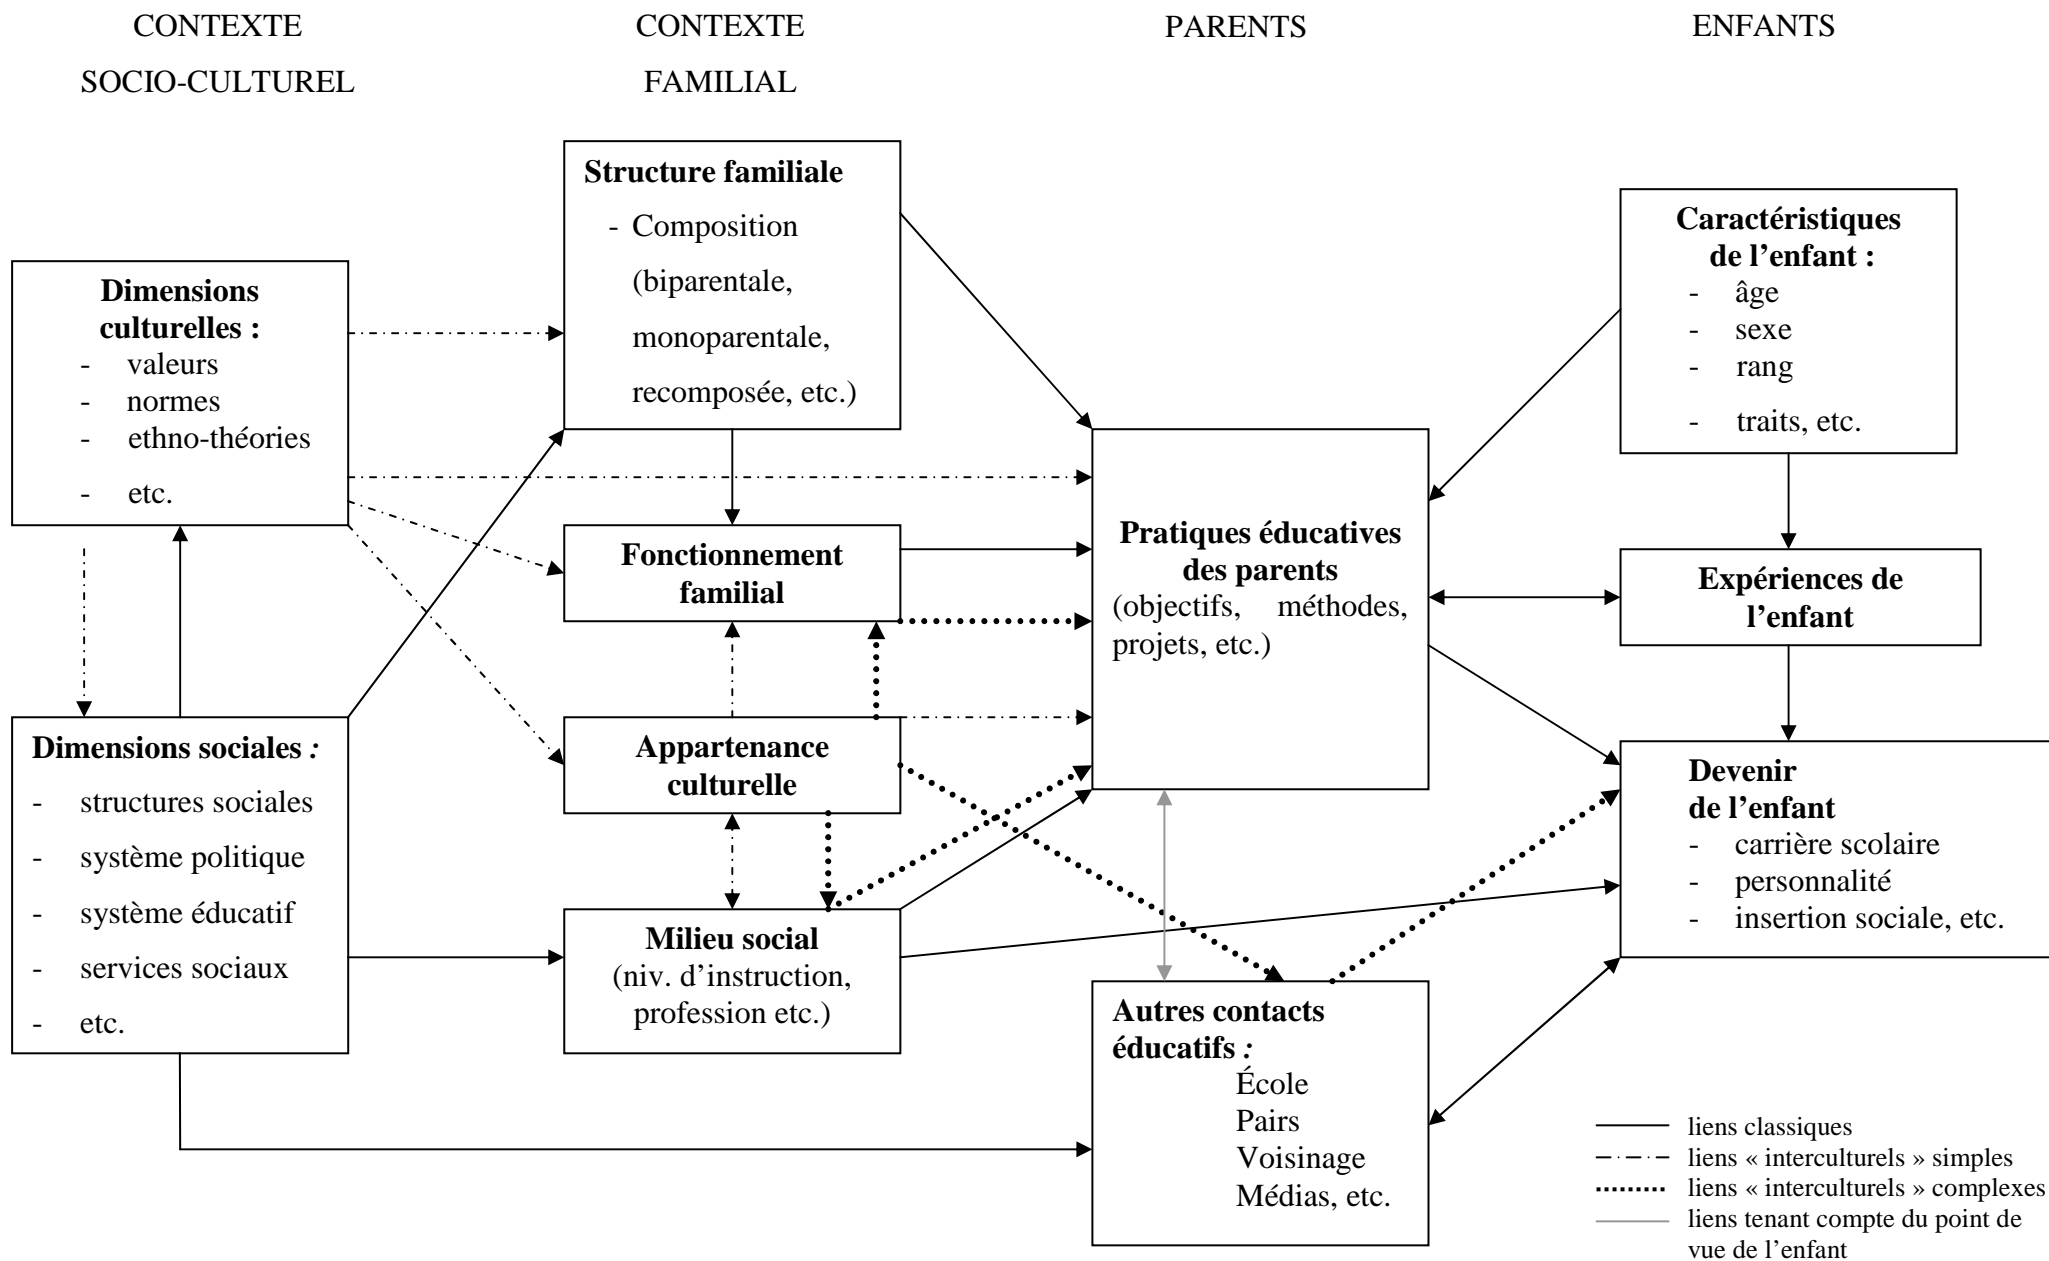 CONTEXTE
SOCIO-CULTUREL
CONTEXTE
FAMILIAL
PARENTS
ENFANTS
Structure familiale
- Composition
(biparentale,
monoparentale,
recomposée, etc.)
Caractéristiques
de l’enfant :
- âge
- sexe
- rang
- traits, etc.
Dimensions
culturelles :
- valeurs
- normes
- ethno-théories
- etc.
Fonctionnement
familial
Pratiques éducatives
des parents
(objectifs, méthodes,
projets, etc.)
Expériences de
l’enfant
Dimensions sociales :
- structures sociales
- système politique
- système éducatif
- services sociaux
- etc.
Appartenance
culturelle
Devenir
de l’enfant
- carrière scolaire
- personnalité
- insertion sociale, etc.
Milieu social
(niv. d’instruction,
profession etc.)
Autres contacts
éducatifs :
École
Pairs
Voisinage
Médias, etc.
liens classiques
liens « interculturels » simples
liens « interculturels » complexes
liens tenant compte du point de
vue de l’enfant